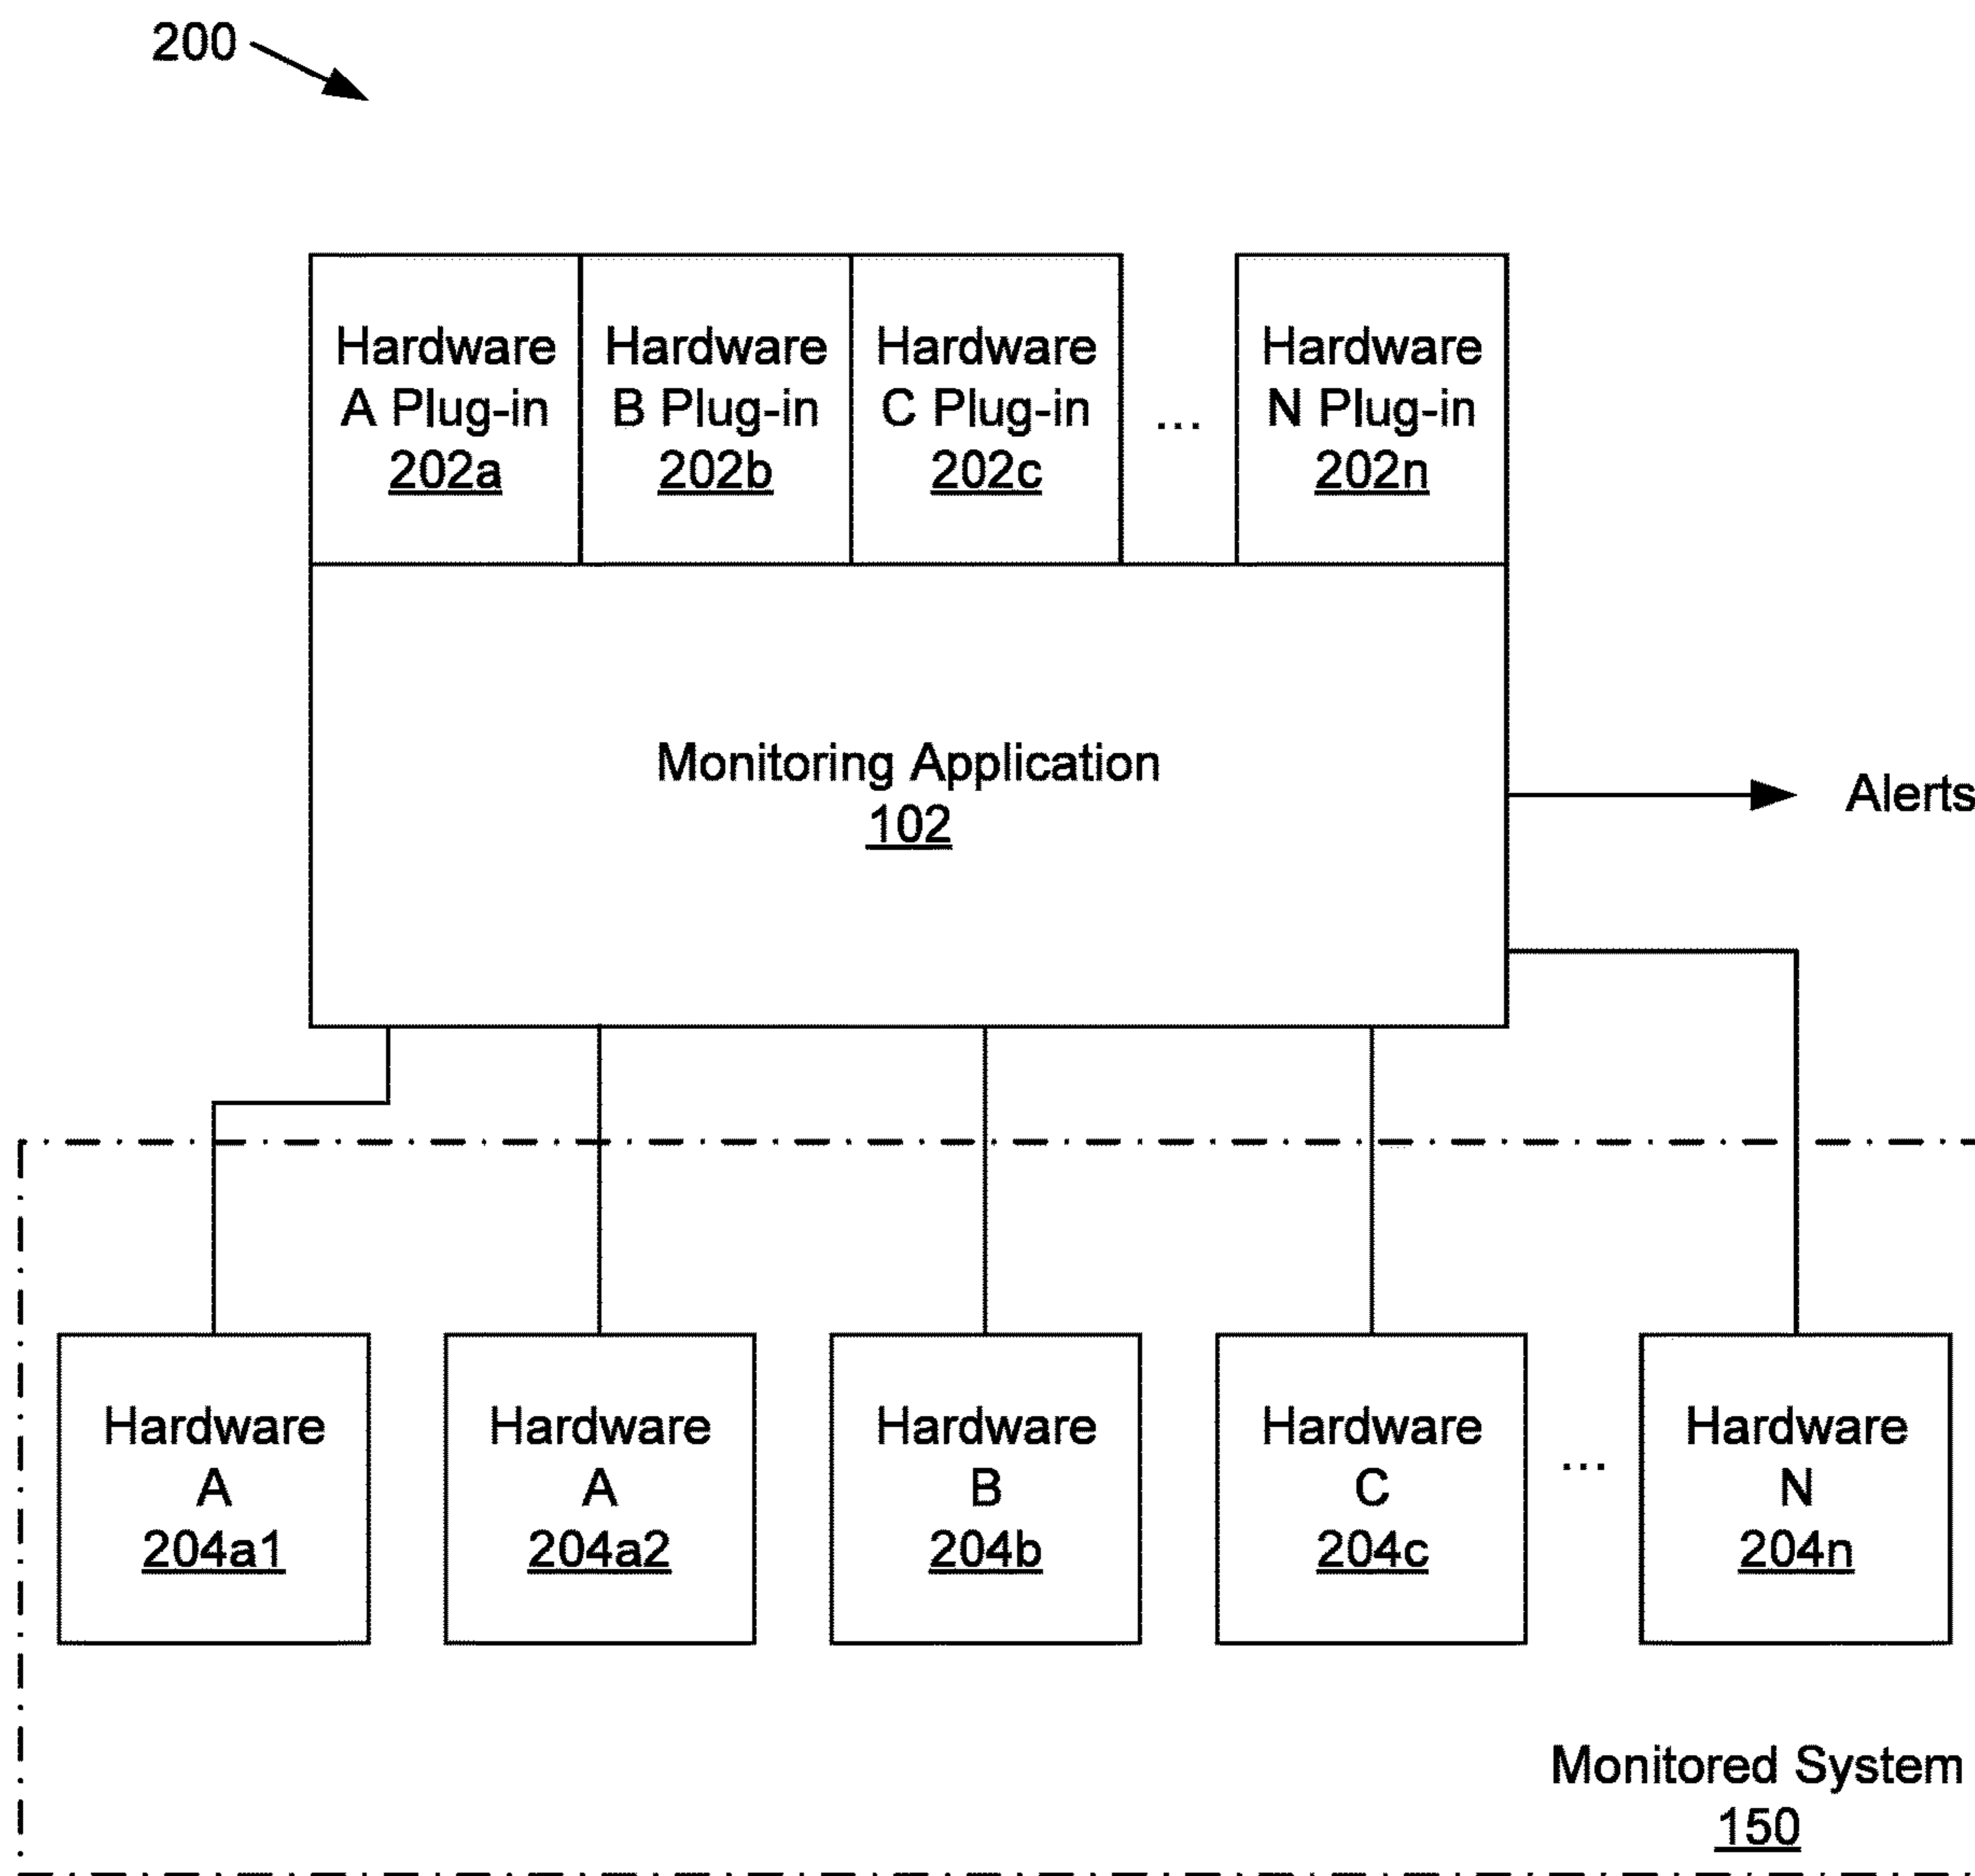 200
Hardware
A Plug-in
202a
Hardware
B Plug-in
202b
Hardware
C Plug-in
202c
...
Hardware
N Plug-in
202n
Monitoring Application
102
Alerts
Hardware
A
204a1
Hardware
A
204a2
Hardware
B
204b
Hardware
C
204c
...
Hardware
N
204n
Monitored System
150